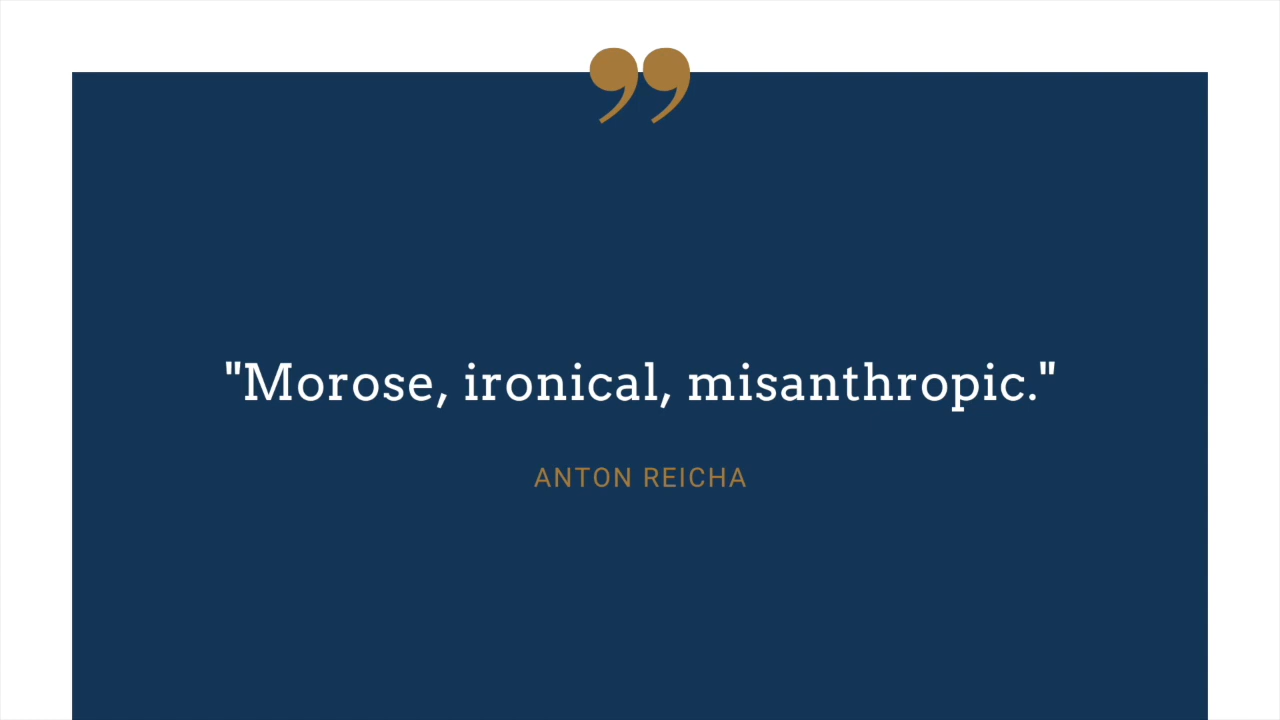 ”
"Morose, ironical, misanthropic."
ANTON REICHA